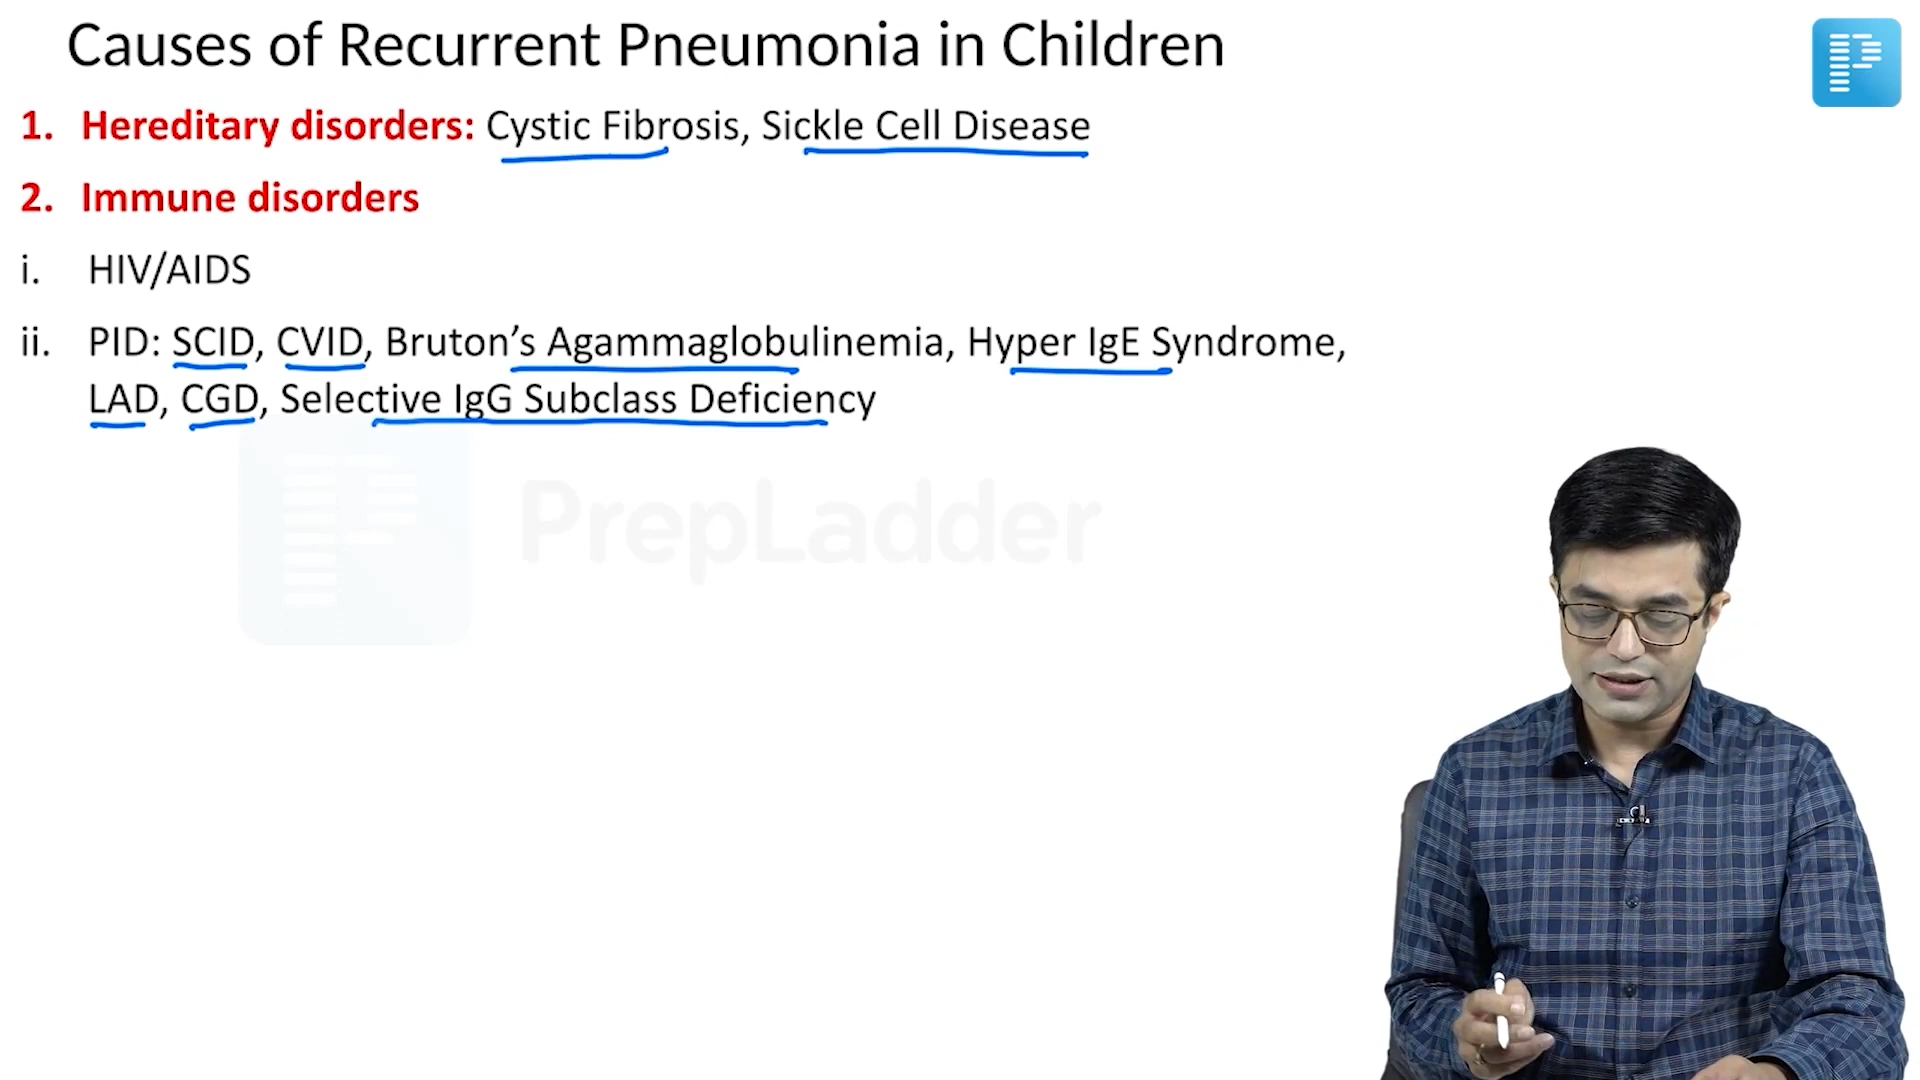 Causes of Recurrent Pneumonia in Children
1. Hereditary disorders: Cystic Fibrosis, Sickle Cell Disease
2. Immune disorders
i. HIV/AIDS
ii. PID: SCID, CVID, Bruton’s Agammaglobulinemia, Hyper IgE Syndrome,
LAD, CGD, Selective IgG Subclass Deficiency
PrepLadder